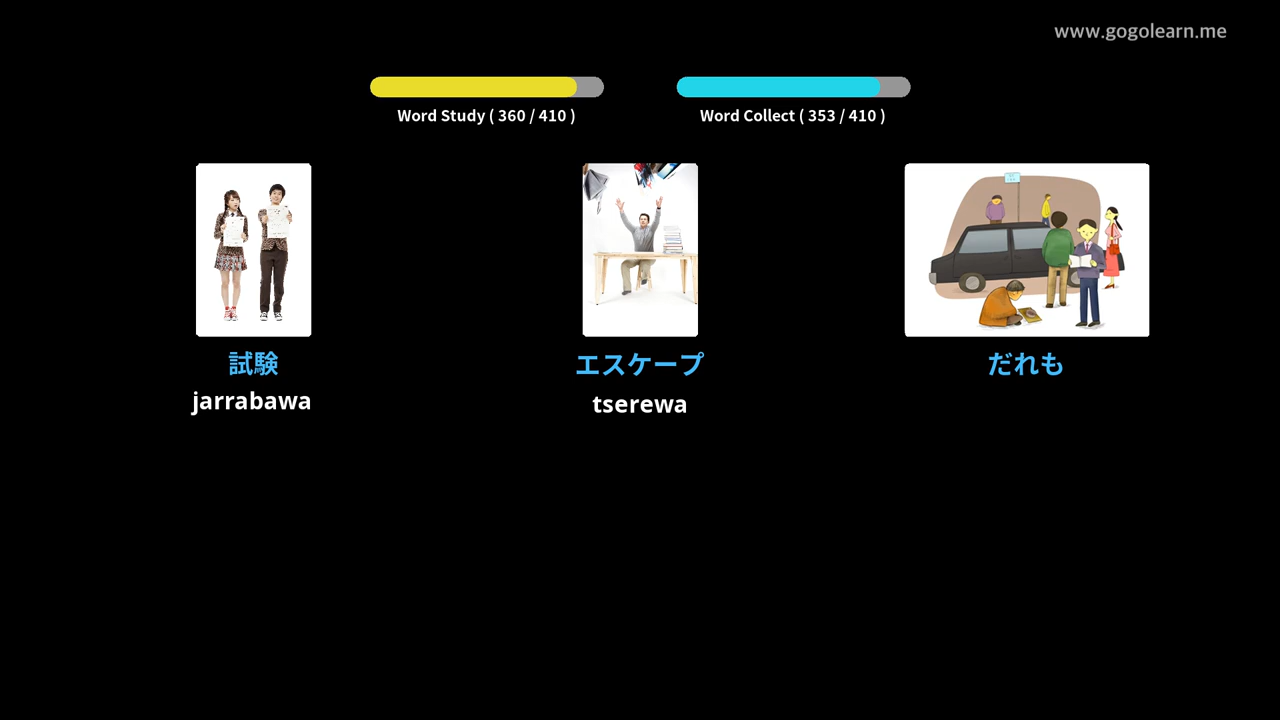 www.gogolearn.me
Word Study ( 360 / 410 )
Word Collect ( 353 / 410 )
試験
エスケープ
だれも
jarrabawa
tserewa